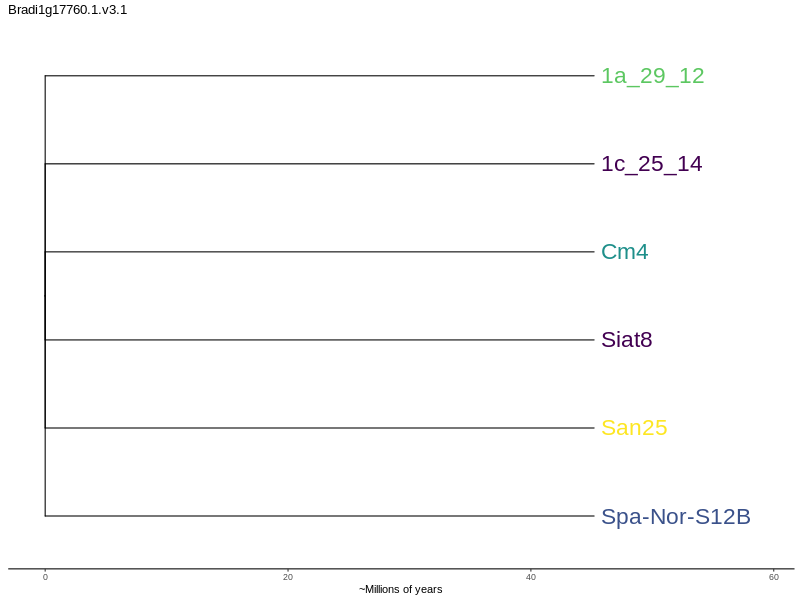 Bradi1g17760.1.v3.1
1a_29_12
1c_25_14
Cm4
Siat8
San25
Spa-Nor-S12B
0 20 40 60
~Millions of years